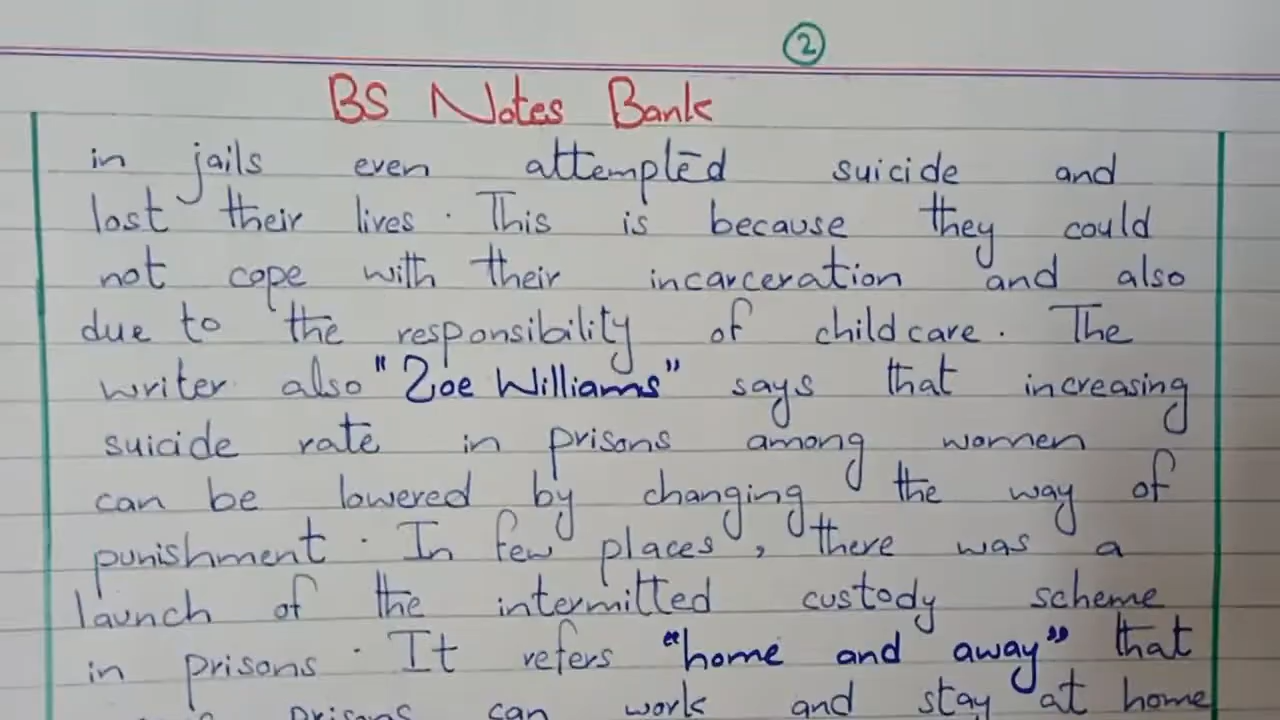 2
BS Notes Bank
in jails even attempted suicide and
lost their lives. This is because they could
not cope with their incarceration and also
due to the responsibility of childcare. The
writer also "Zoe Williams" says that increasing
suicide rate in prisons among women
can be lowered by changing the way of
punishment. In few places, there was a
launch of the intermitted custody scheme
in prisons. It refers "home and away" that
prisons can work and stay at home